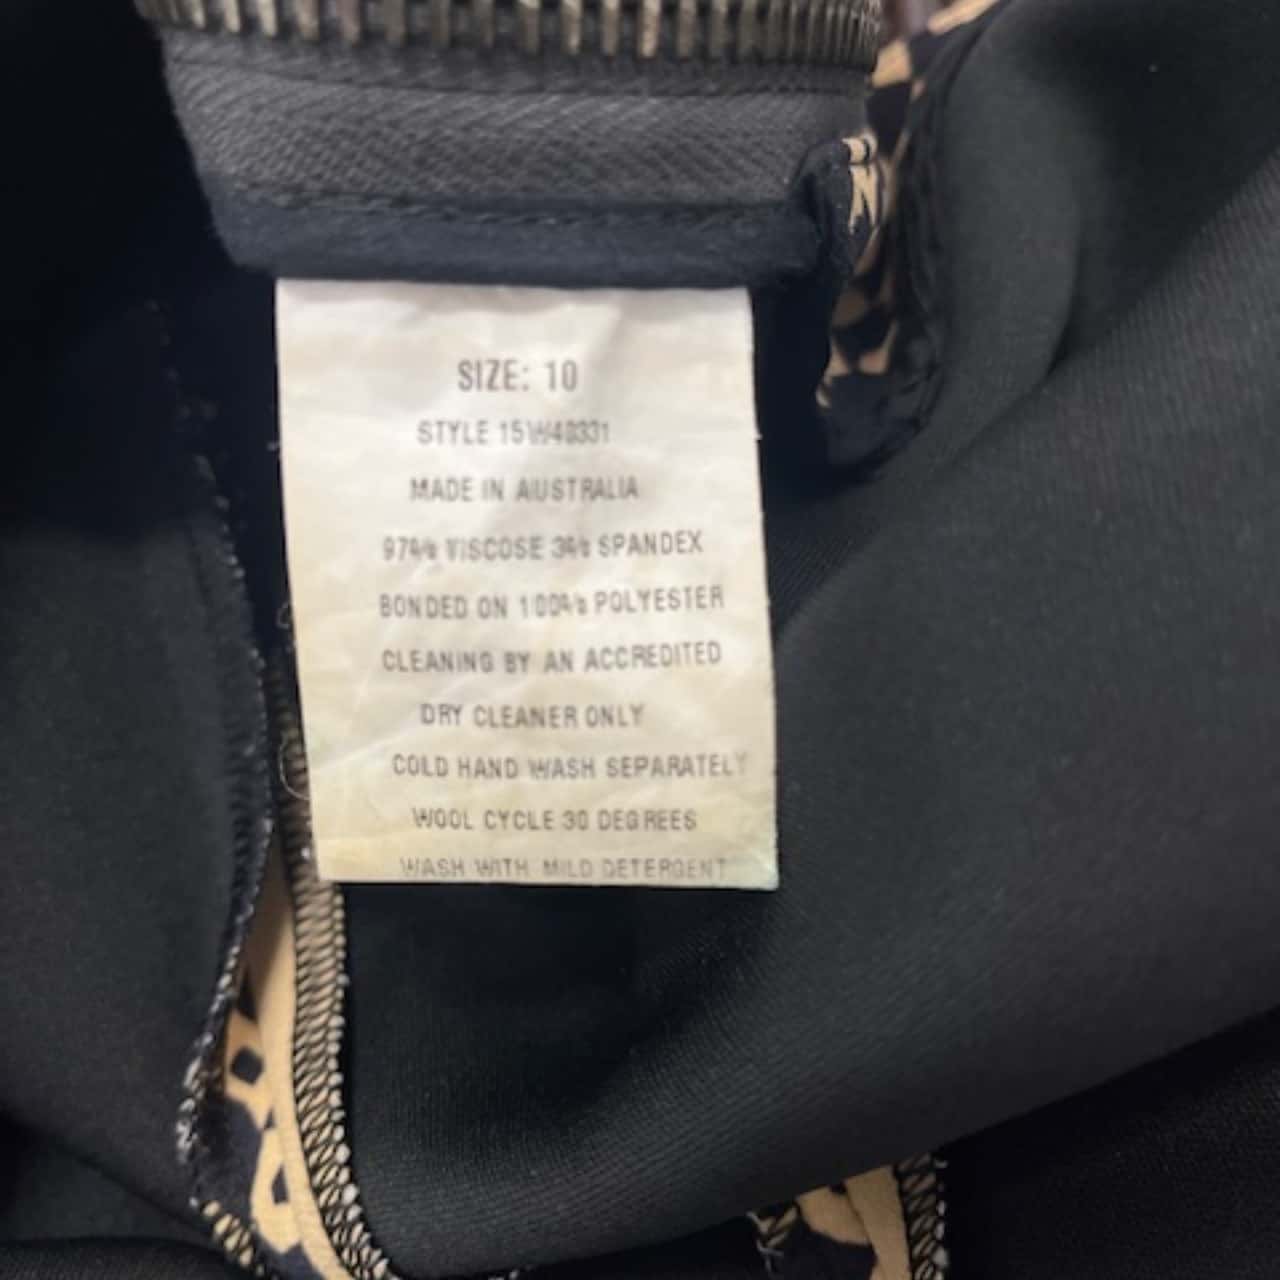 SIZE: 10
STYLE 15W40331
MADE IN AUSTRALIA
97% VISCOSE 3% SPANDEX
BONDED ON 100% POLYESTER
CLEANING BY AN ACCREDITED
DRY CLEANER ONLY
COLD HAND WASH SEPARATELY
WOOL CYCLE 30 DEGREES
WASH WITH MILD DETERGENT